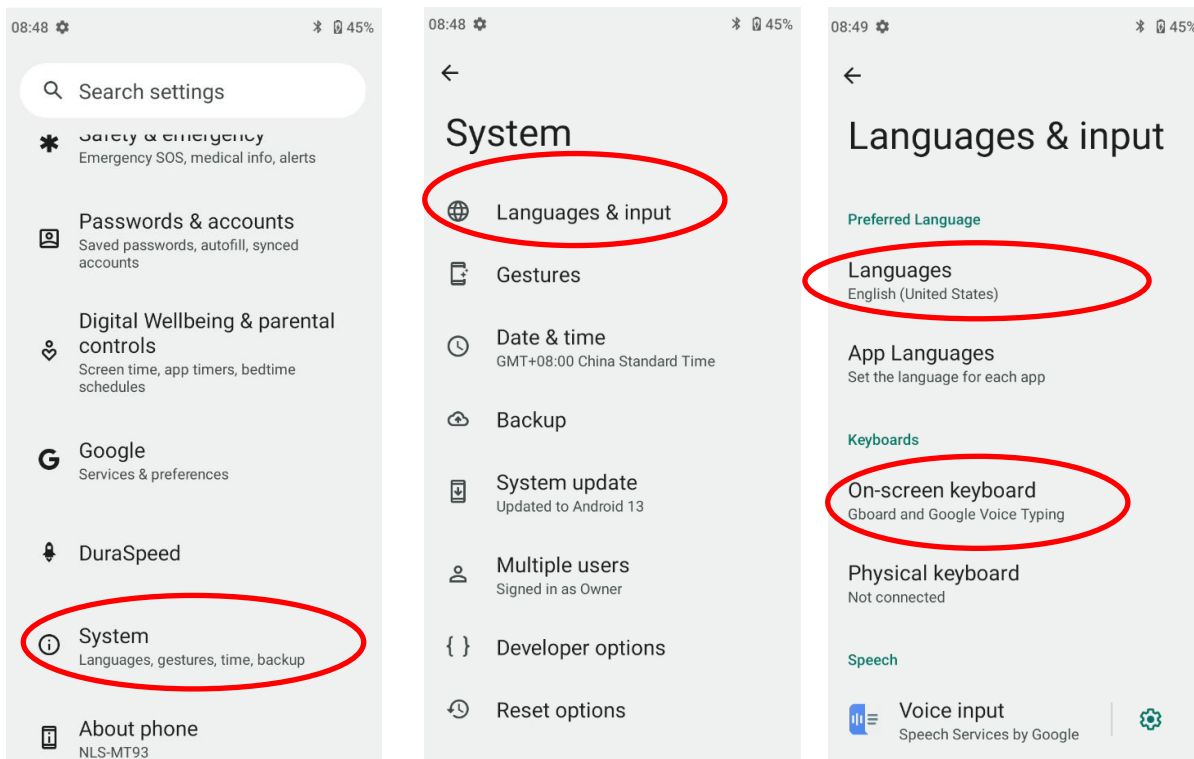 08:48 45%
Search settings
Safety & emergency
Emergency SOS, medical info, alerts
Passwords & accounts
Saved passwords, autofill, synced
accounts
Digital Wellbeing & parental
controls
Screen time, app timers, bedtime
schedules
Google
Services & preferences
DuraSpeed
System
Languages, gestures, time, backup
About phone
NLS-MT93
08:48 45%
System
Languages & input
Gestures
Date & time
GMT+08:00 China Standard Time
Backup
System update
Updated to Android 13
Multiple users
Signed in as Owner
{ } Developer options
Reset options
08:49 45%
Languages & input
Preferred Language
Languages
English (United States)
App Languages
Set the language for each app
Keyboards
On-screen keyboard
Gboard and Google Voice Typing
Physical keyboard
Not connected
Speech
Voice input
Speech Services by Google